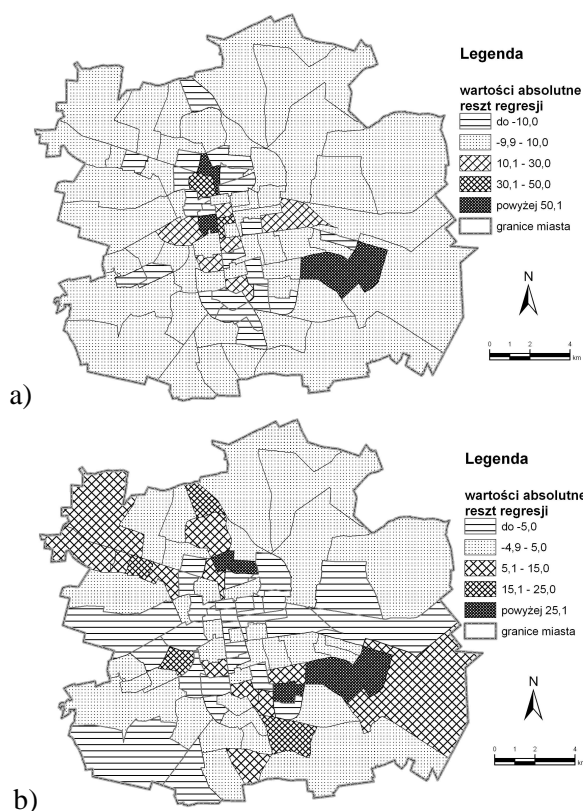 Legenda
wartości absolutne
reszt regresji
do -10,0
-9,9 - 10,0
10,1 - 30,0
30,1 - 50,0
powyżej 50,1
granice miasta
N
0 1 2 4
km
a)
Legenda
wartości absolutne
reszt regresji
do -5,0
-4,9 - 5,0
5,1 - 15,0
15,1 - 25,0
powyżej 25,1
granice miasta
N
0 1 2 4
km
b)